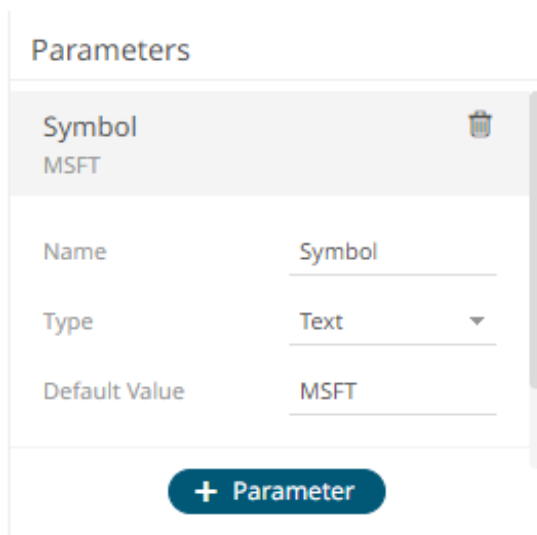 Parameters
Symbol
MSFT
Name Symbol
Type Text
Default Value MSFT
+ Parameter